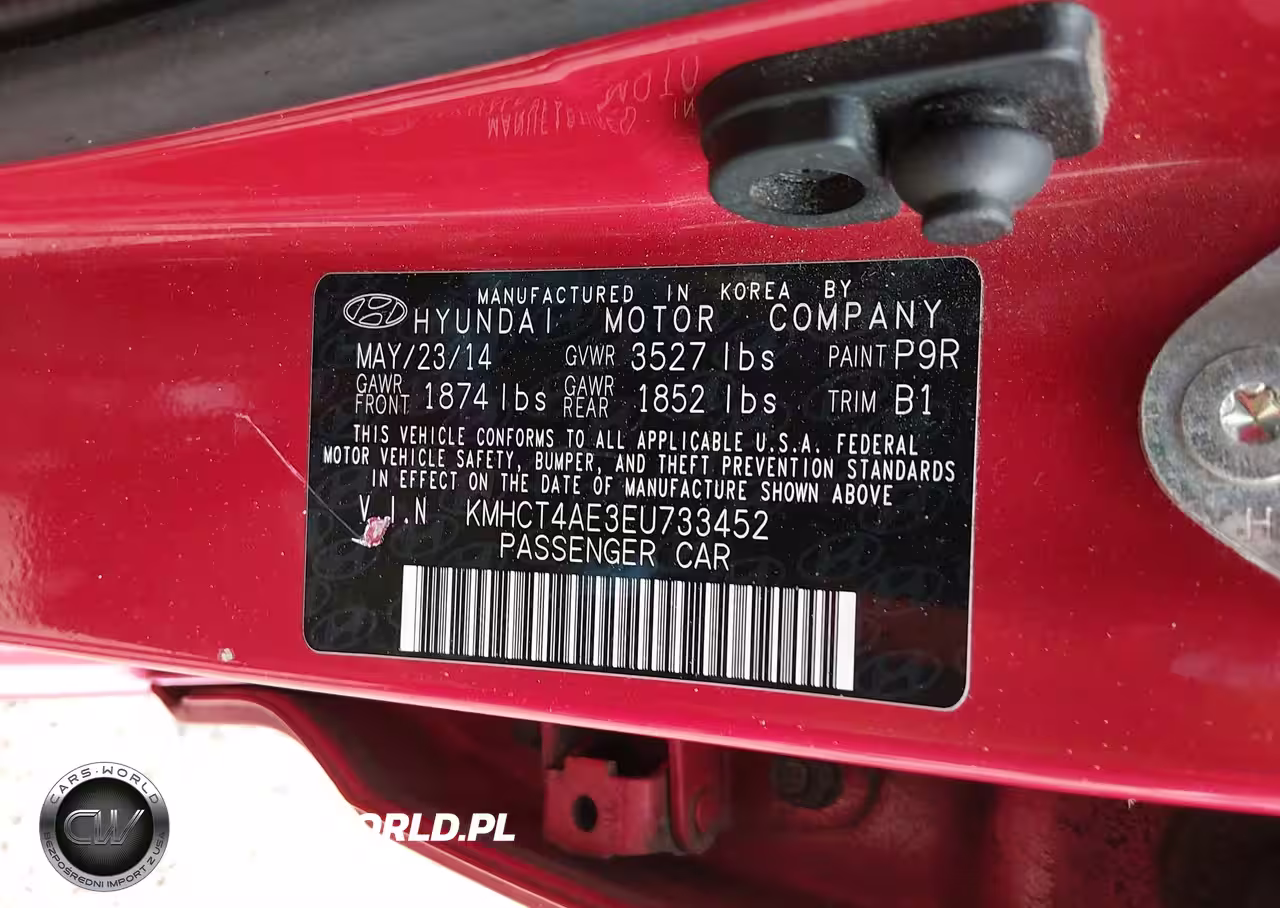 MANUFACTURED IN KOREA BY
HYUNDAI MOTOR COMPANY
MAY/23/14 GVWR 3527 lbs PAINT P9R
GAWR FRONT 1874 lbs GAWR REAR 1852 lbs TRIM B1
THIS VEHICLE CONFORMS TO ALL APPLICABLE U.S.A. FEDERAL
MOTOR VEHICLE SAFETY, BUMPER, AND THEFT PREVENTION STANDARDS
IN EFFECT ON THE DATE OF MANUFACTURE SHOWN ABOVE
V.I.N KMHCT4AE3EU733452
PASSENGER CAR
H
CARS-WORLD
CW
BEZPOŚREDNI IMPORT Z USA
ORLD.PL